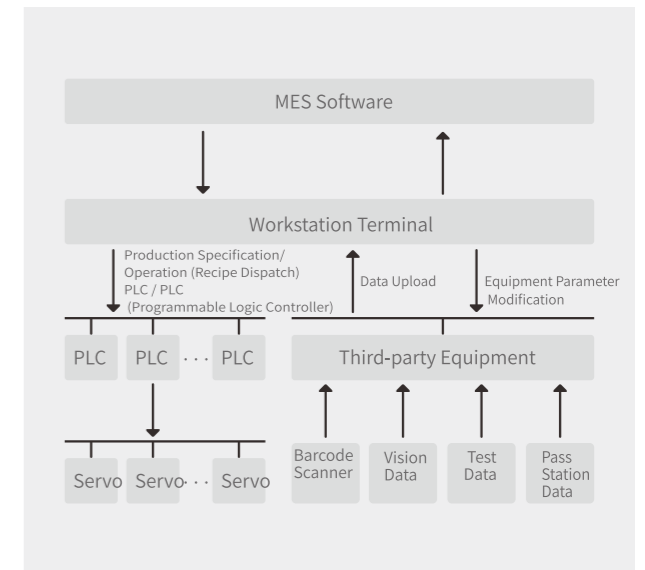 MES Software
Workstation Terminal
Production Specification/
Operation (Recipe Dispatch)
PLC / PLC
(Programmable Logic Controller)
Data Upload
Equipment Parameter
Modification
PLC PLC · · · PLC
Third-party Equipment
Servo Servo · · · Servo
Barcode
Scanner
Vision
Data
Test
Data
Pass
Station
Data